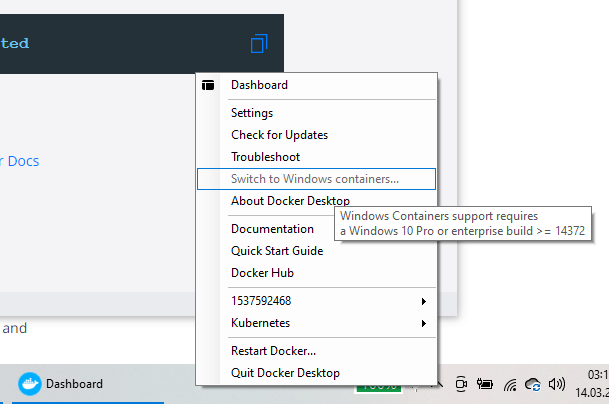 ted
Dashboard
Settings
Check for Updates
Troubleshoot
r Docs
Switch to Windows containers...
About Docker Desktop
Windows Containers support requires
a Windows 10 Pro or enterprise build >= 14372
Documentation
Quick Start Guide
Docker Hub
1537592468
Kubernetes
and
Restart Docker...
Quit Docker Desktop
Dashboard
100%
03:1
14.03.2